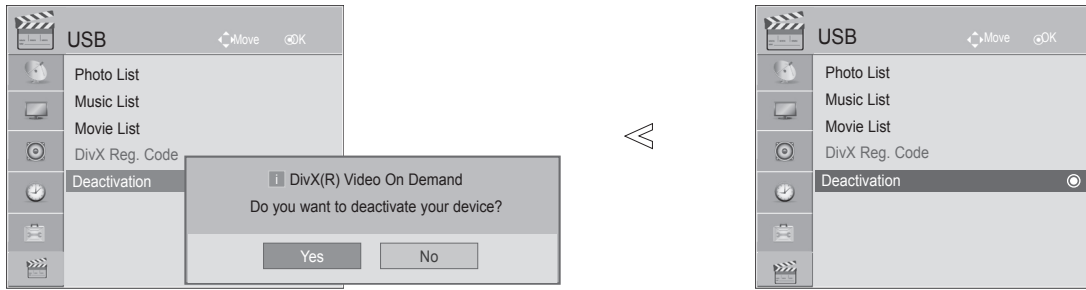 USB Move OK
Photo List
Music List
Movie List
DivX Reg. Code
Deactivation
i DivX(R) Video On Demand
Do you want to deactivate your device?
Yes No
USB Move OK
Photo List
Music List
Movie List
DivX Reg. Code
Deactivation